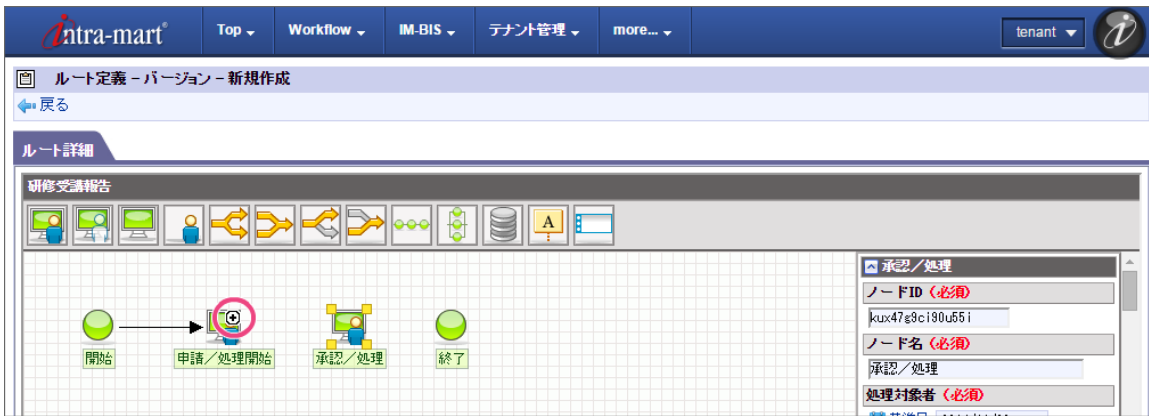 intra-mart® Top Workflow IM-BIS テナント管理 more... tenant
ルート定義 - バージョン - 新規作成
戻る
ルート詳細
研修受講報告
A
承認／処理
ノードID (必須)
kux47g9ci90u55i
ノード名 (必須)
承認／処理
処理対象者 (必須)
開始 申請／処理開始 承認／処理 終了